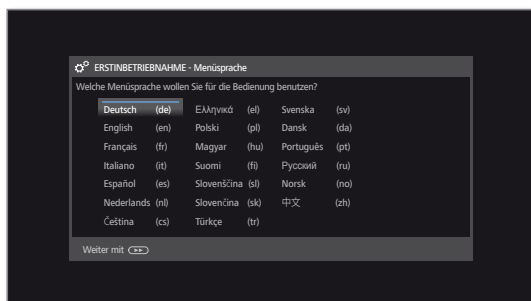 ERSTINBETRIEBNAHME - Menüsprache
Welche Menüsprache wollen Sie für die Bedienung benutzen?
Deutsch (de) Ελληνικά (el) Svenska (sv)
English (en) Polski (pl) Dansk (da)
Français (fr) Magyar (hu) Português (pt)
Italiano (it) Suomi (fi) Русский (ru)
Español (es) Slovenščina (sl) Norsk (no)
Nederlands (nl) Slovenčina (sk) 中文 (zh)
Čeština (cs) Türkçe (tr)
Weiter mit